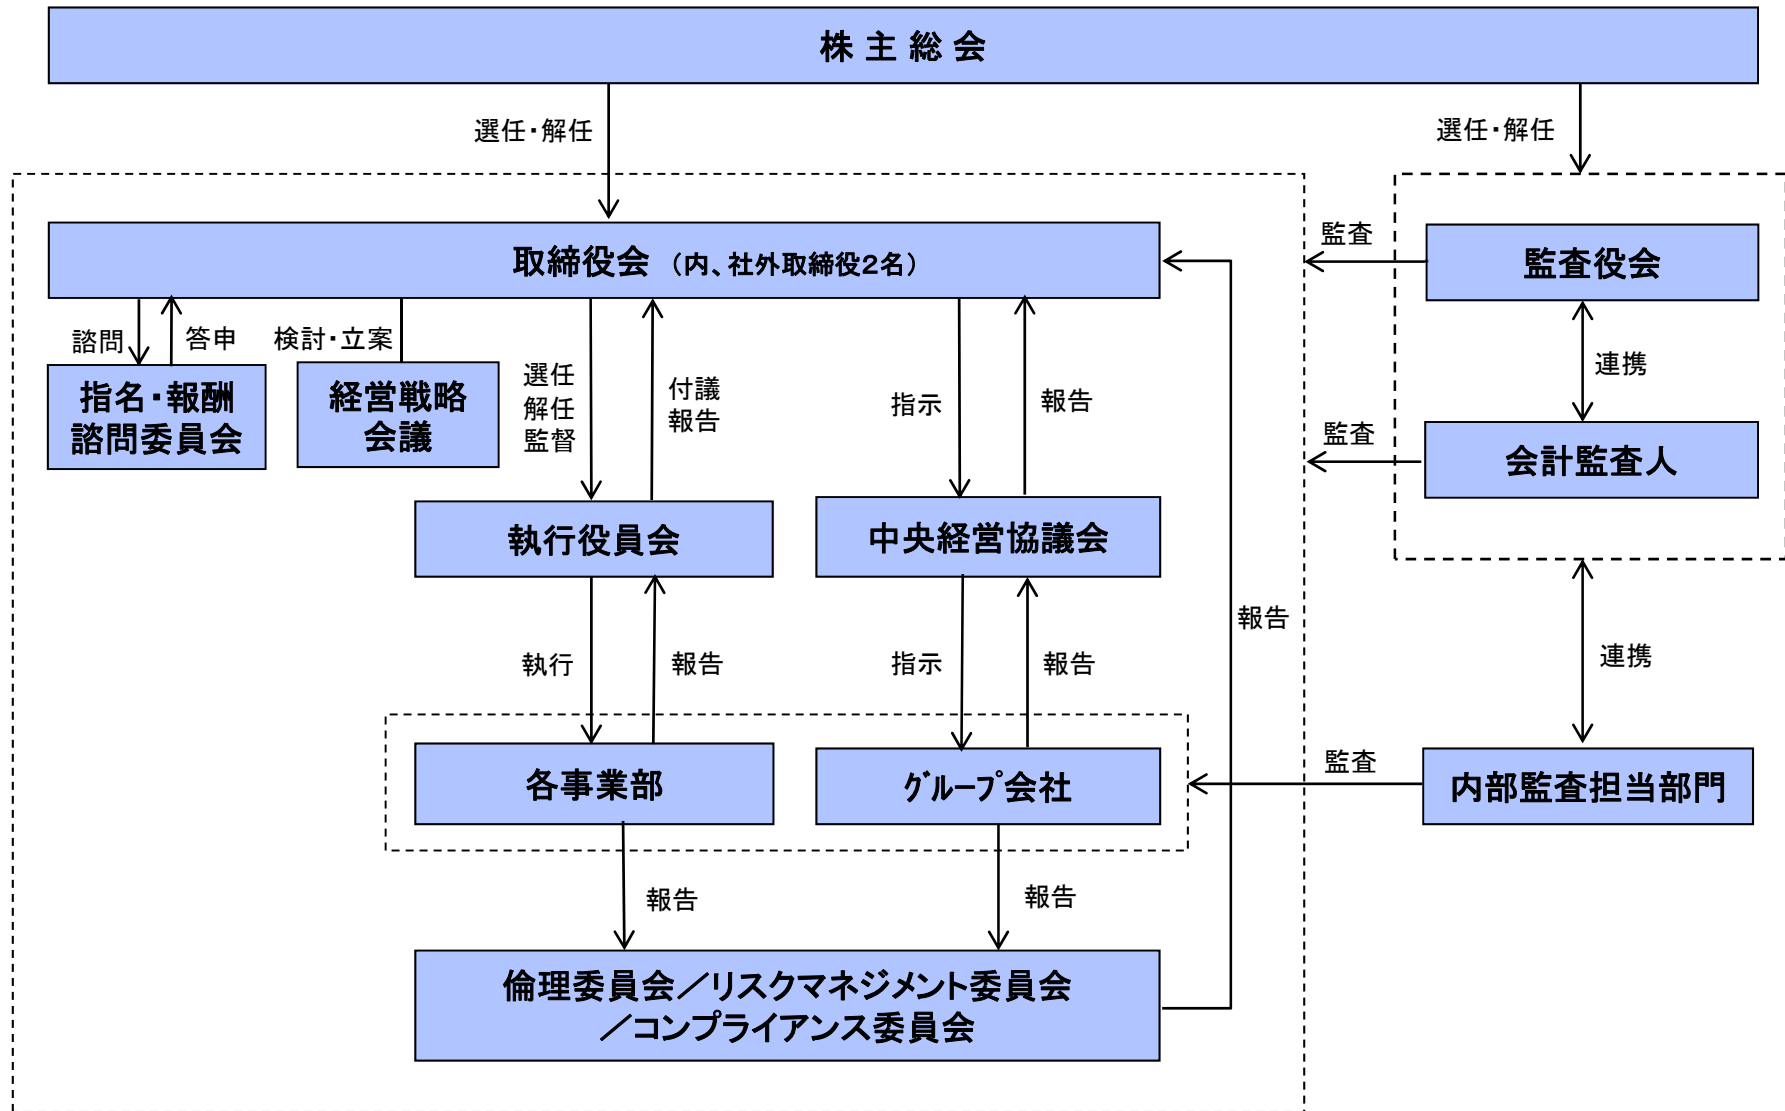 株主総会
選任・解任
選任・解任
取締役会 （内、社外取締役２名）
監査
監査役会
諮問
答申
検討・立案
指名・報酬
諮問委員会
経営戦略
会議
選任
解任
監督
付議
報告
指示
報告
連携
監査
会計監査人
執行役員会
中央経営協議会
報告
執行
報告
指示
報告
連携
各事業部
ｸﾞﾙｰﾌﾟ会社
監査
内部監査担当部門
報告
報告
倫理委員会／リスクマネジメント委員会
／コンプライアンス委員会